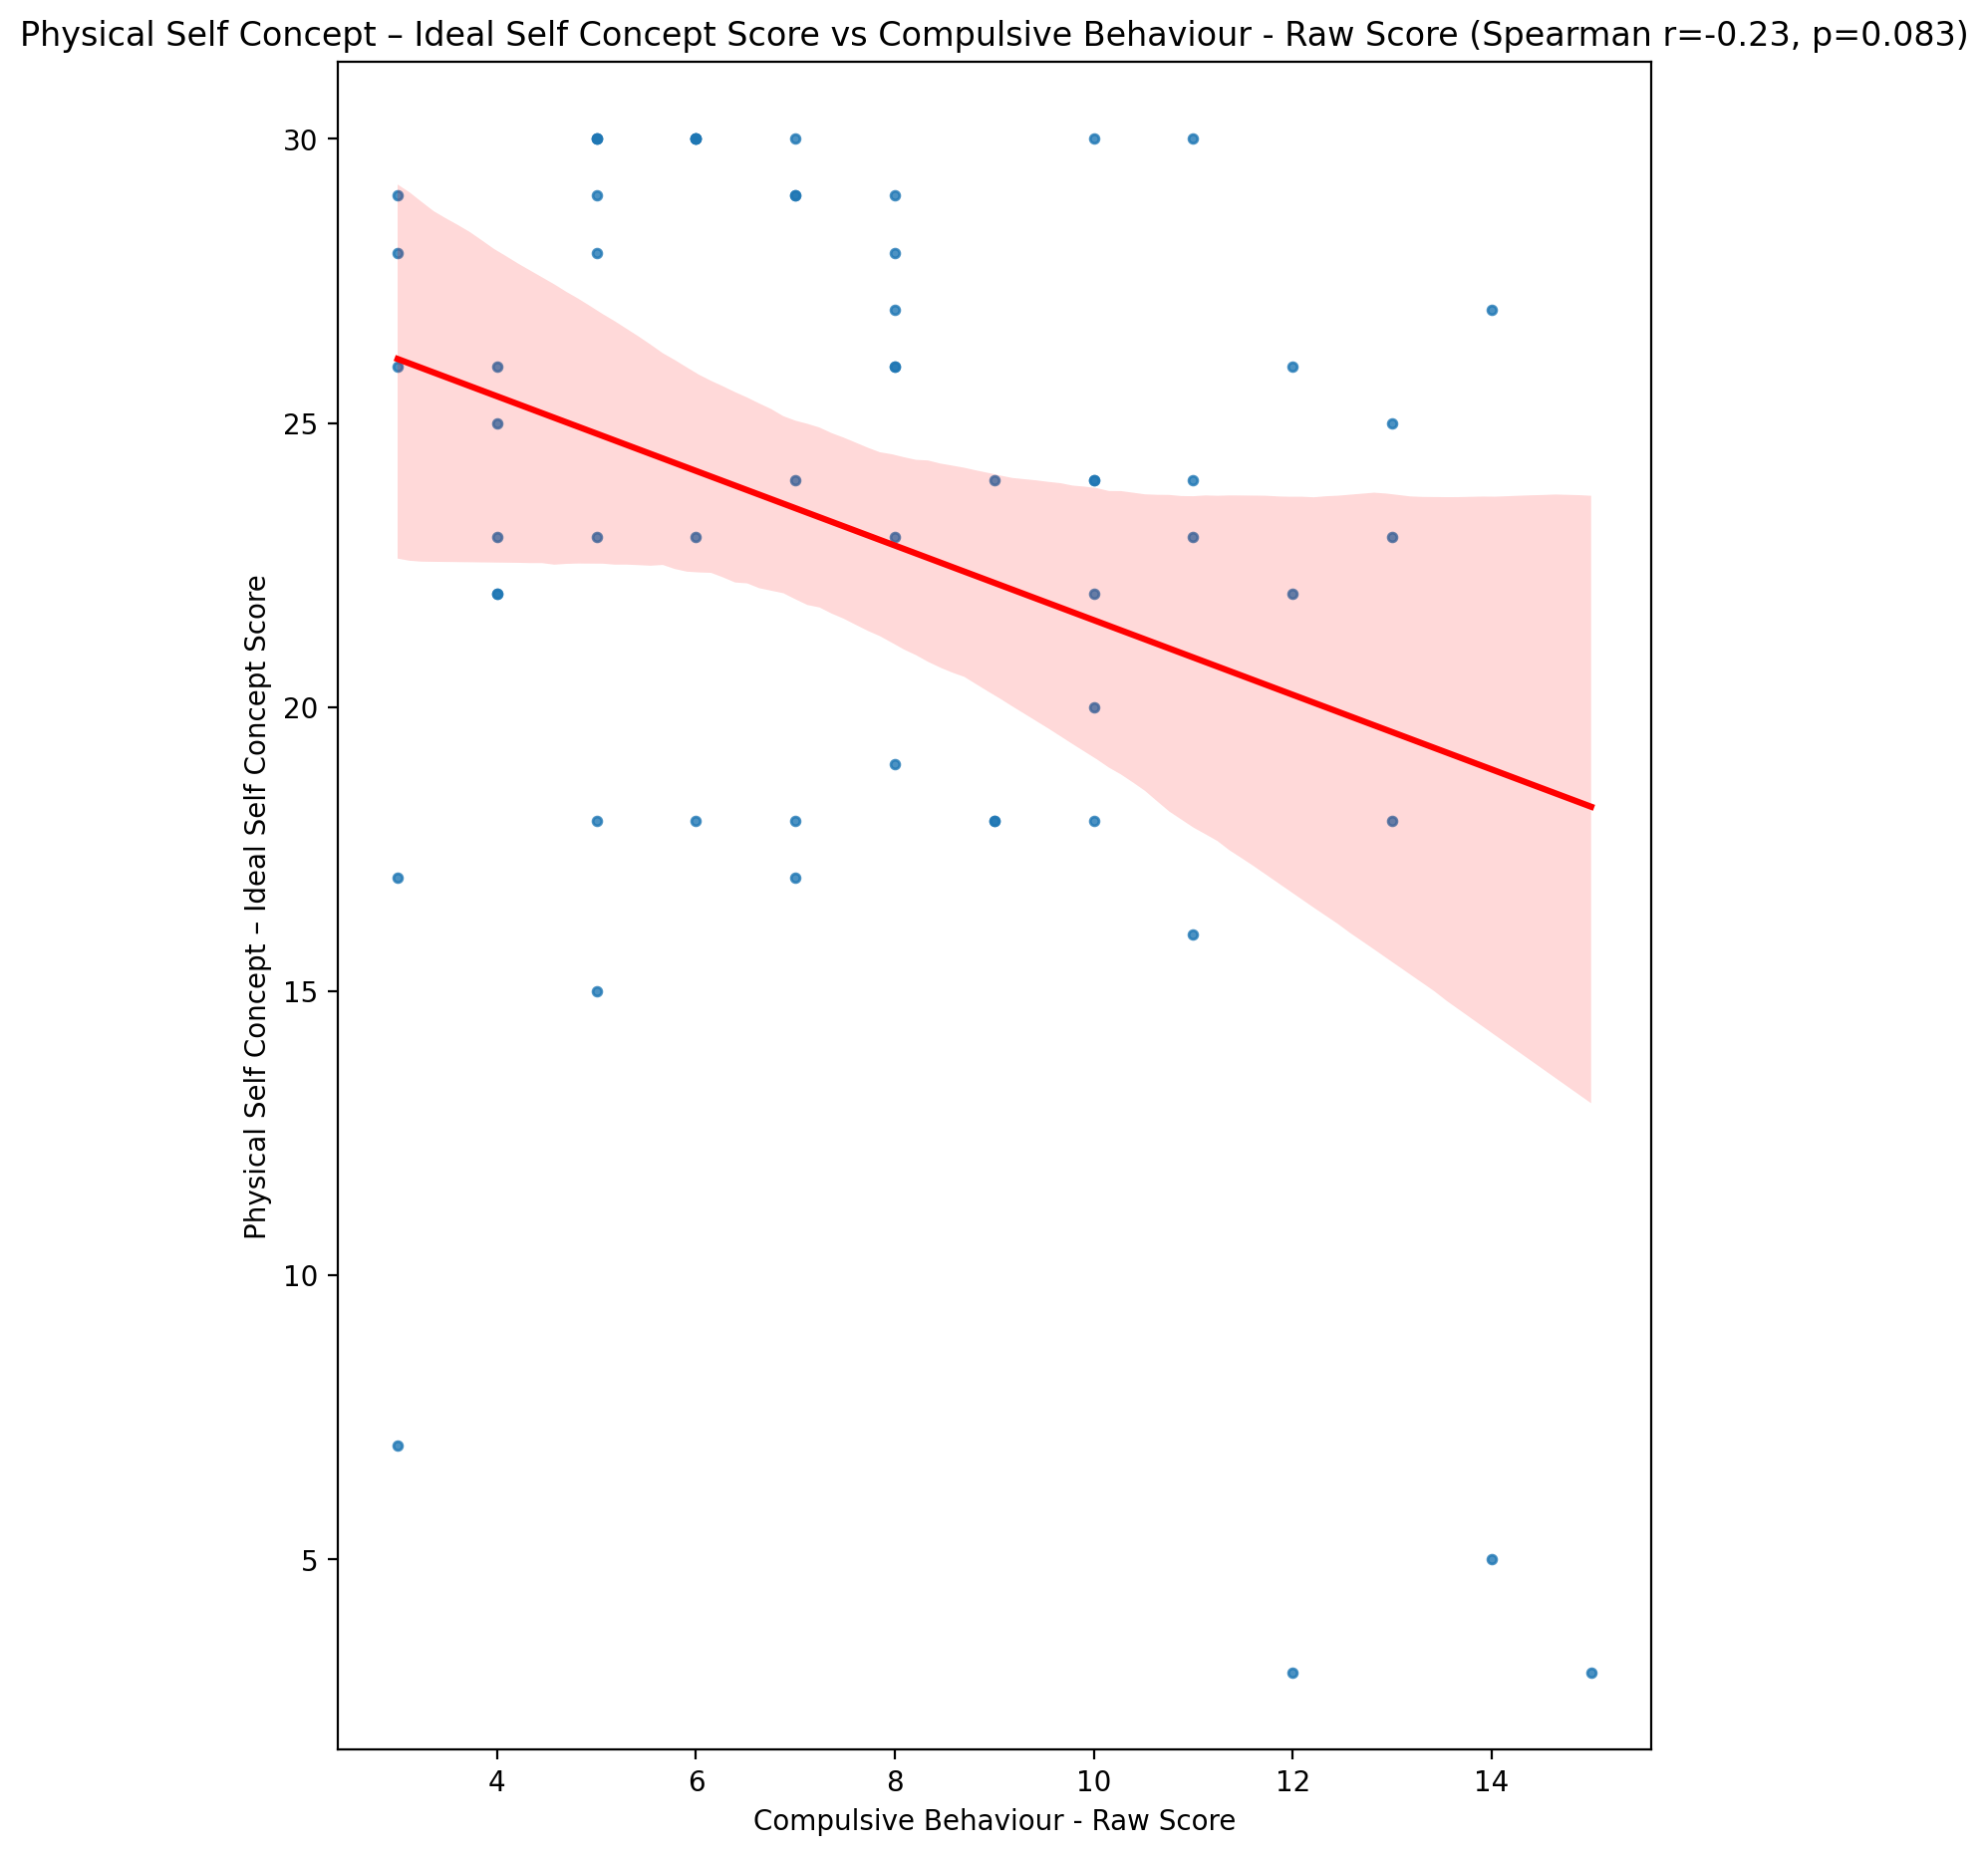 Physical Self Concept – Ideal Self Concept Score vs Compulsive Behaviour - Raw Score (Spearman r=-0.23, p=0.083)
Physical Self Concept – Ideal Self Concept Score
30
25
20
15
10
5
4 6 8 10 12 14
Compulsive Behaviour - Raw Score